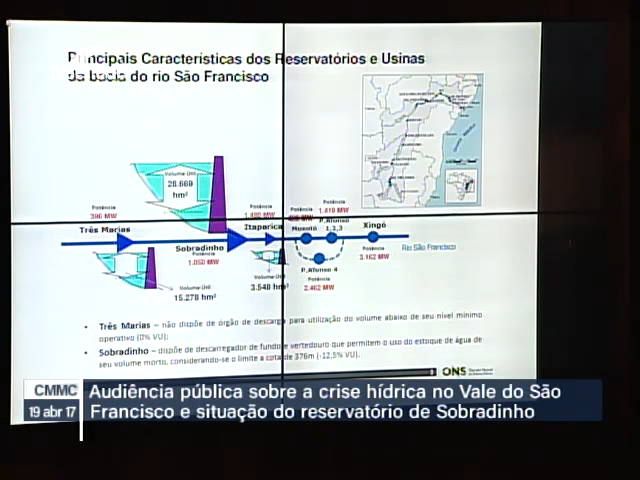 Principais Características dos Reservatórios e Usinas
da bacia do rio São Francisco
Volume Útil
28.669
hm³
Potência
396 MW
Potência
Potência
1.419 MW
Três Marias
Itaparica
Moxotó
P. Afonso
1,2,3
Xingó
Rio São Francisco
Sobradinho
Potência
1.050 MW
Potência
3.162 MW
Volume Útil
15.278 hm³
Volume Útil
3.548 hm³
P. Afonso 4
Potência
2.462 MW
• Três Marias – não dispõe de órgão de descarga para utilização do volume abaixo de seu nível mínimo
operativo (0% VU);
• Sobradinho – dispõe de descarregador de fundo e vertedouro que permitem o uso do estoque de água de
seu volume morto, considerando-se o limite a cota de 376m (-12,5% VU).
ONS
CMMC
19 abr 17
Audiência pública sobre a crise hídrica no Vale do São
Francisco e situação do reservatório de Sobradinho